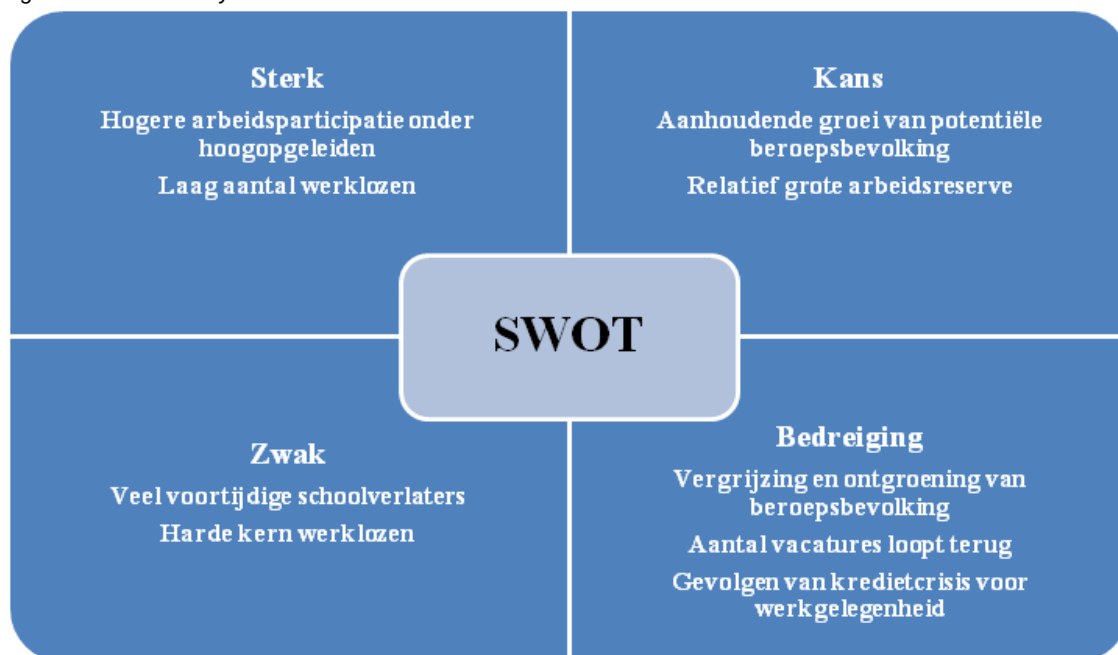 Sterk
Hogere arbeidsparticipatie onder
hoogopgeleiden
Laag aantal werklozen
Kans
Aanhoudende groei van potentiële
beroepsbevolking
Relatief grote arbeidsreserve
SWOT
Zwak
Veel voortijdige schoolverlaters
Harde kern werklozen
Bedreiging
Vergrijzing en ontgroening van
beroepsbevolking
Aantal vacatures loopt terug
Gevolgen van kredietcrisis voor
werkgelegenheid